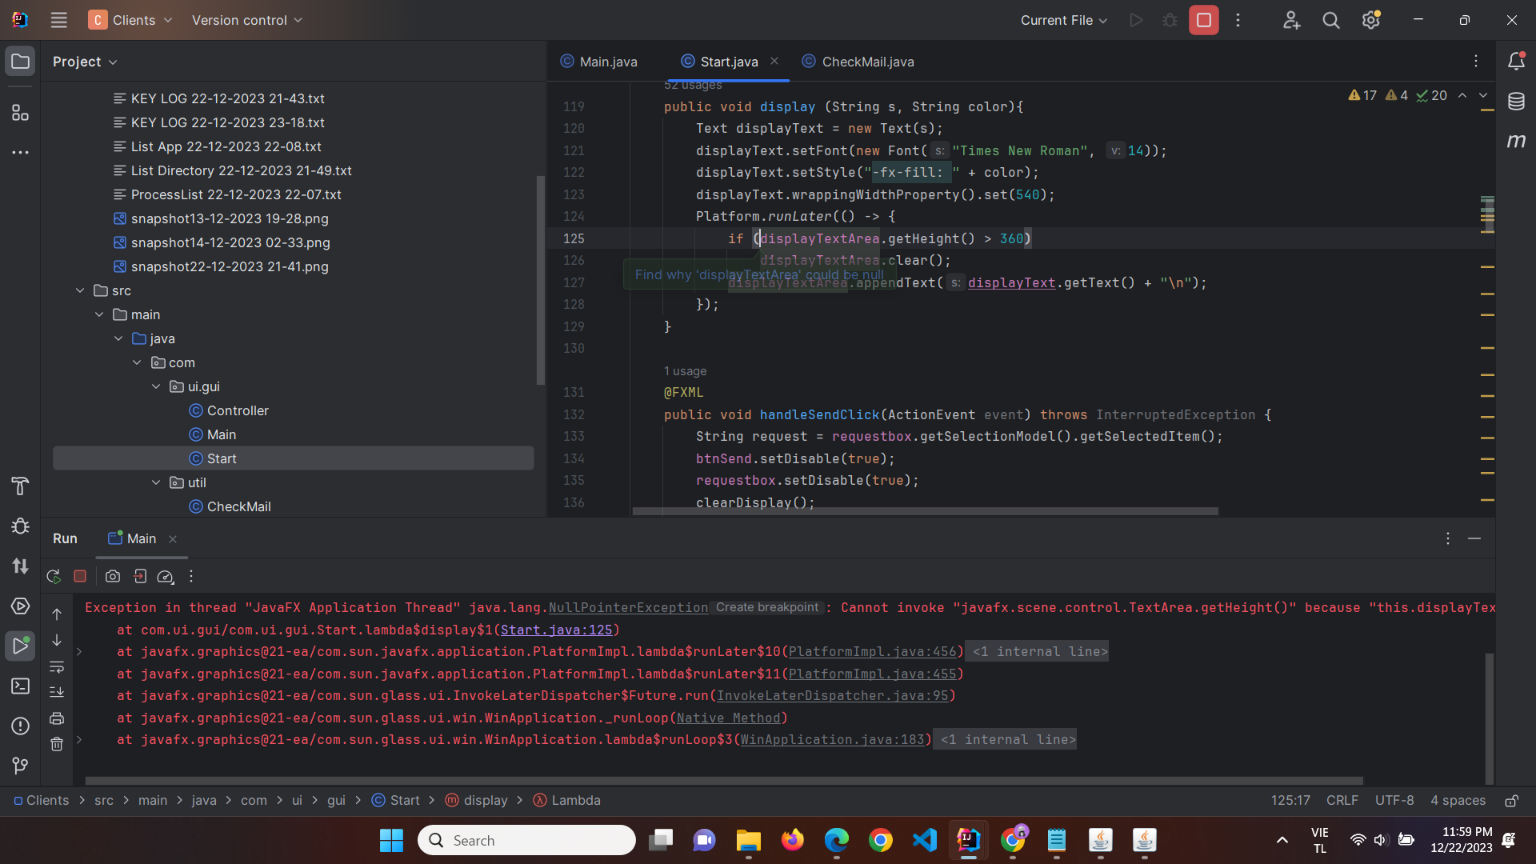 C Clients Version control Current File
Project
Main.java Start.java CheckMail.java
KEY LOG 22-12-2023 21-43.txt
KEY LOG 22-12-2023 23-18.txt
List App 22-12-2023 22-08.txt
List Directory 22-12-2023 21-49.txt
ProcessList 22-12-2023 22-07.txt
snapshot13-12-2023 19-28.png
snapshot14-12-2023 02-33.png
snapshot22-12-2023 21-41.png
src
main
java
com
ui.gui
Controller
Main
Start
util
CheckMail
52 usages
17 4 20
119 public void display (String s, String color){
120 Text displayText = new Text(s);
121 displayText.setFont(new Font( s: "Times New Roman", v: 14));
122 displayText.setStyle("-fx-fill: " + color);
123 displayText.wrappingWidthProperty().set(540);
124 Platform.runLater(() -> {
125 if (displayTextArea.getHeight() > 360)
126 displayTextArea.clear();
Find why 'displayTextArea' could be null
127 displayTextArea.appendText( s: displayText.getText() + "\n");
128 });
129 }
130
1 usage
131 @FXML
132 public void handleSendClick(ActionEvent event) throws InterruptedException {
133 String request = requestbox.getSelectionModel().getSelectedItem();
134 btnSend.setDisable(true);
135 requestbox.setDisable(true);
136 clearDisplay();
Run Main
Exception in thread "JavaFX Application Thread" java.lang.NullPointerException Create breakpoint : Cannot invoke "javafx.scene.control.TextArea.getHeight()" because "this.displayTex
at com.ui.gui/com.ui.gui.Start.lambda$display$1(Start.java:125)
at javafx.graphics@21-ea/com.sun.javafx.application.PlatformImpl.lambda$runLater$10(PlatformImpl.java:456) <1 internal line>
at javafx.graphics@21-ea/com.sun.javafx.application.PlatformImpl.lambda$runLater$11(PlatformImpl.java:455)
at javafx.graphics@21-ea/com.sun.glass.ui.InvokeLaterDispatcher$Future.run(InvokeLaterDispatcher.java:95)
at javafx.graphics@21-ea/com.sun.glass.ui.win.WinApplication._runLoop(Native Method)
at javafx.graphics@21-ea/com.sun.glass.ui.win.WinApplication.lambda$runLoop$3(WinApplication.java:183) <1 internal line>
Clients > src > main > java > com > ui > gui > Start > display > Lambda
125:17 CRLF UTF-8 4 spaces
Search
VIE
TL
11:59 PM
12/22/2023